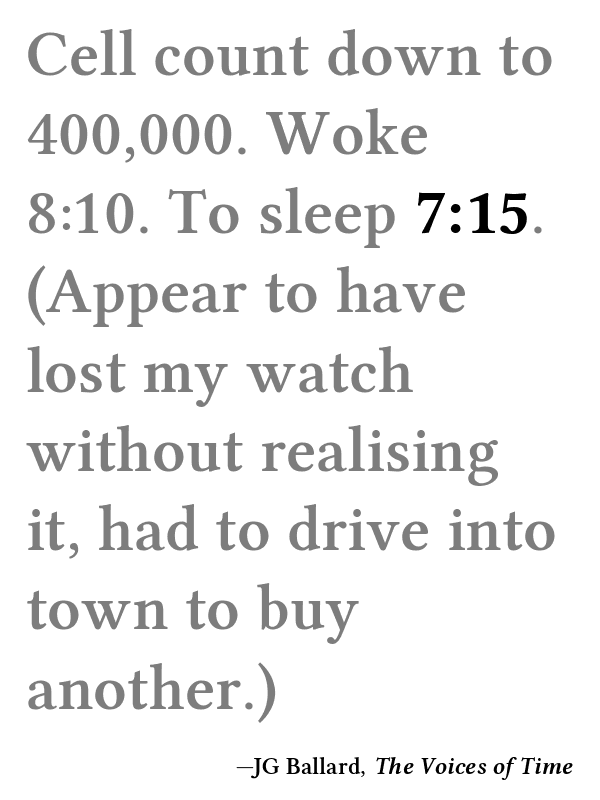 Cell count down to
400,000. Woke
8:10. To sleep 7:15.
(Appear to have
lost my watch
without realising
it, had to drive into
town to buy
another.)
—JG Ballard, The Voices of Time